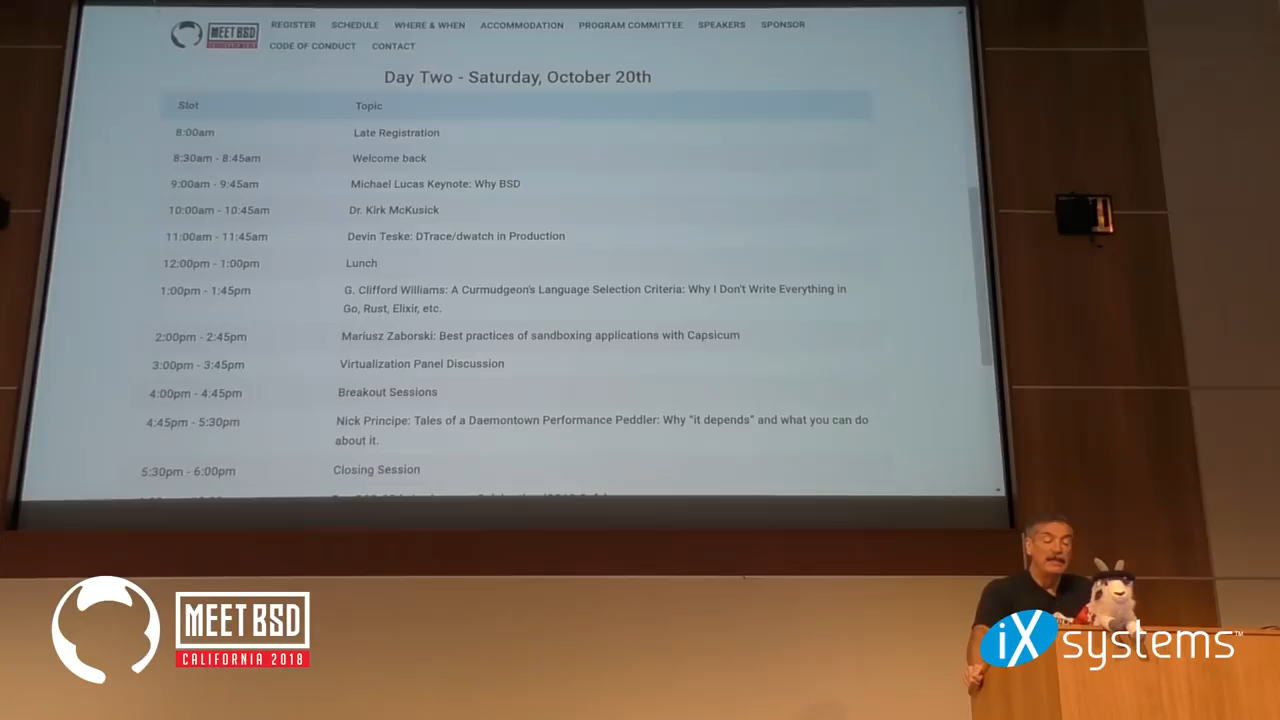 MEET BSD
CALIFORNIA 2018
REGISTER SCHEDULE WHERE & WHEN ACCOMMODATION PROGRAM COMMITTEE SPEAKERS SPONSOR
CODE OF CONDUCT CONTACT
Day Two - Saturday, October 20th
Slot Topic
8:00am Late Registration
8:30am - 8:45am Welcome back
9:00am - 9:45am Michael Lucas Keynote: Why BSD
10:00am - 10:45am Dr. Kirk McKusick
11:00am - 11:45am Devin Teske: DTrace/dwatch in Production
12:00pm - 1:00pm Lunch
1:00pm - 1:45pm G. Clifford Williams: A Curmudgeon's Language Selection Criteria: Why I Don't Write Everything in
Go, Rust, Elixir, etc.
2:00pm - 2:45pm Mariusz Zaborski: Best practices of sandboxing applications with Capsicum
3:00pm - 3:45pm Virtualization Panel Discussion
4:00pm - 4:45pm Breakout Sessions
4:45pm - 5:30pm Nick Principe: Tales of a Daemontown Performance Peddler: Why "it depends" and what you can do
about it.
5:30pm - 6:00pm Closing Session
MEET BSD
CALIFORNIA 2018
iXsystems™